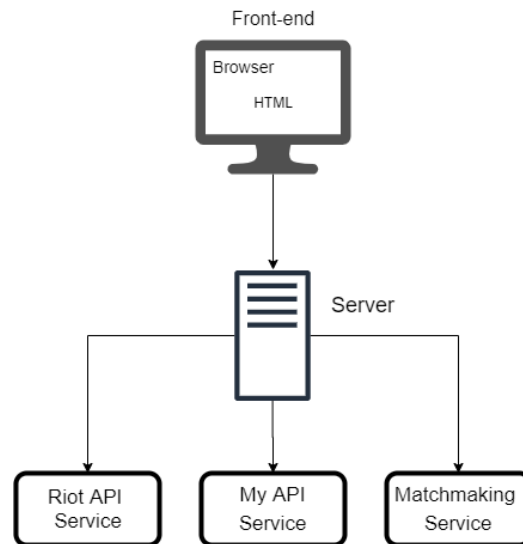 Front-end
Browser
HTML
Server
Riot API
Service
My API
Service
Matchmaking
Service